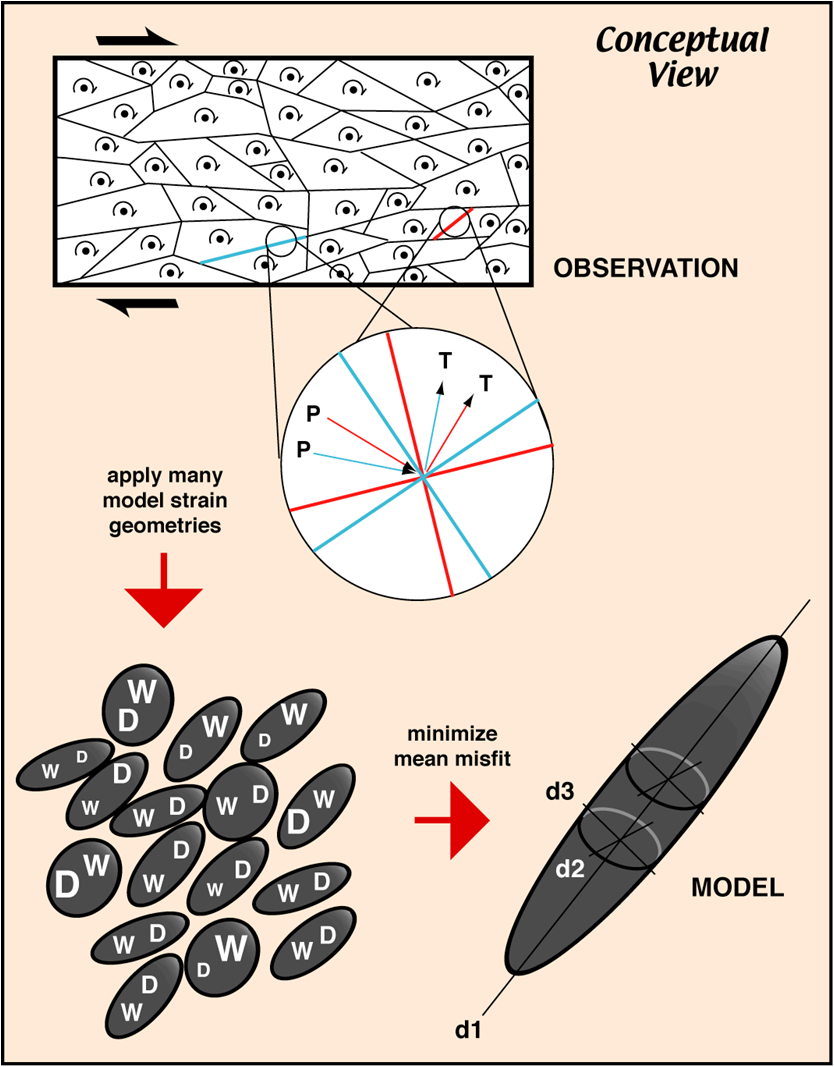 Conceptual
View
OBSERVATION
T
T
P
P
apply many
model strain
geometries
W
D
W
D
W
D
D
W
D
W
W
D
W
D
W
D
D
W
D
W
D
W
W
D
W
D
W
D
W
D
W
D
D
W
minimize
mean misfit
d3
d2
MODEL
d1